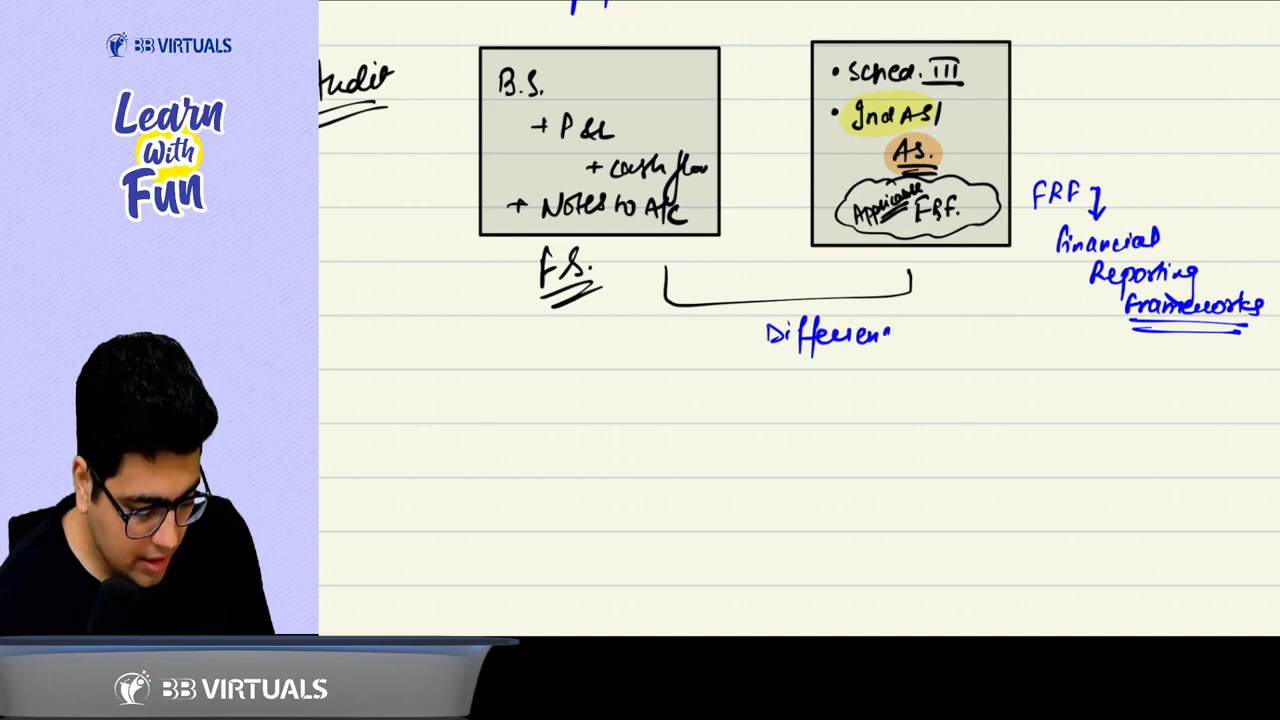 BB VIRTUALS
Learn
With
Fun
Audit
B.S.
+ P&L
+ cash flow
+ Notes to A/C
F.S.
• Sched. III
• Ind AS/
AS.
Applicable FRF.
FRF
Financial
Reporting
Frameworks
Differen
BB VIRTUALS